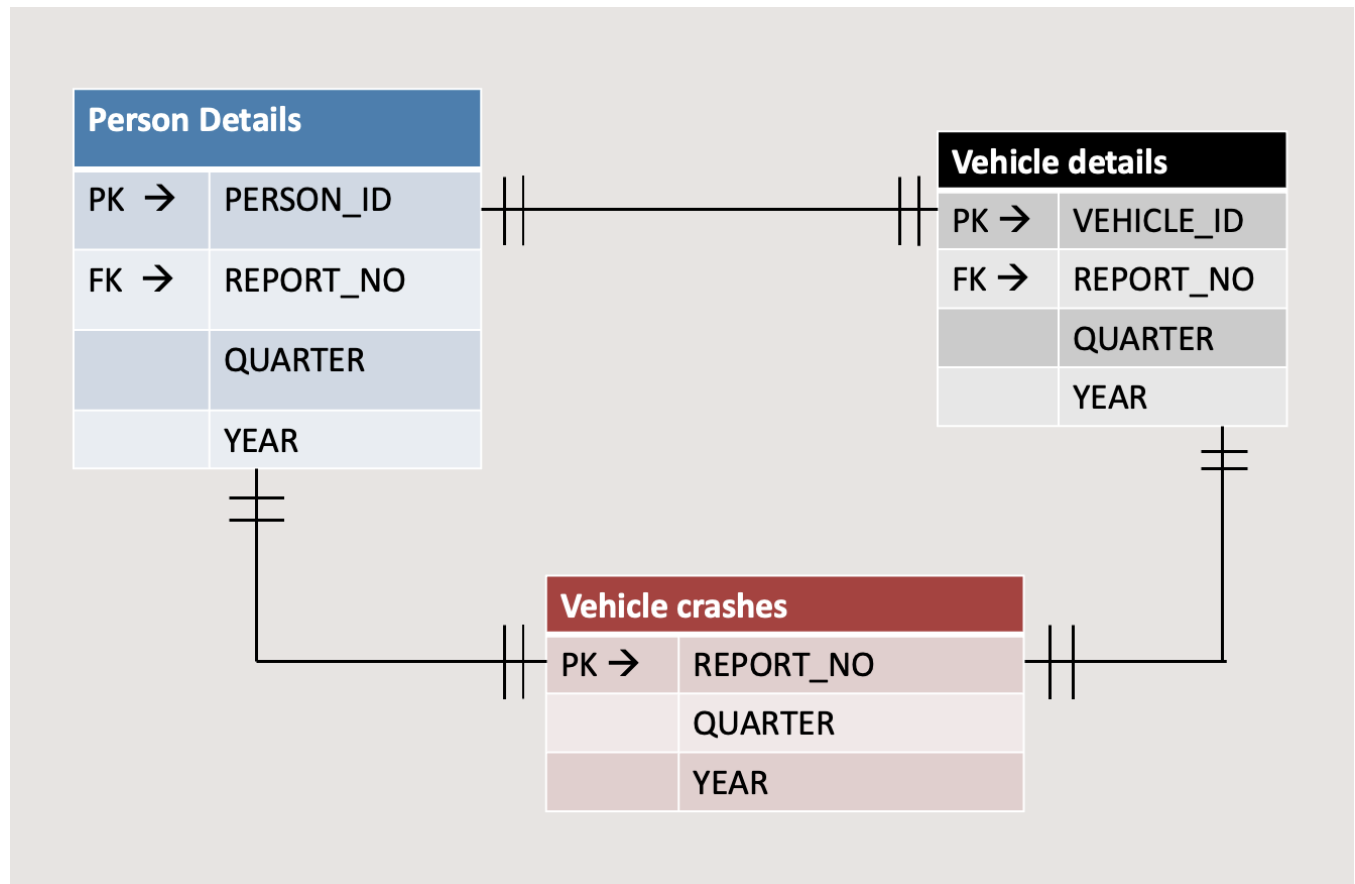 Person Details
PK → PERSON_ID
FK → REPORT_NO
QUARTER
YEAR
Vehicle details
PK → VEHICLE_ID
FK → REPORT_NO
QUARTER
YEAR
Vehicle crashes
PK → REPORT_NO
QUARTER
YEAR